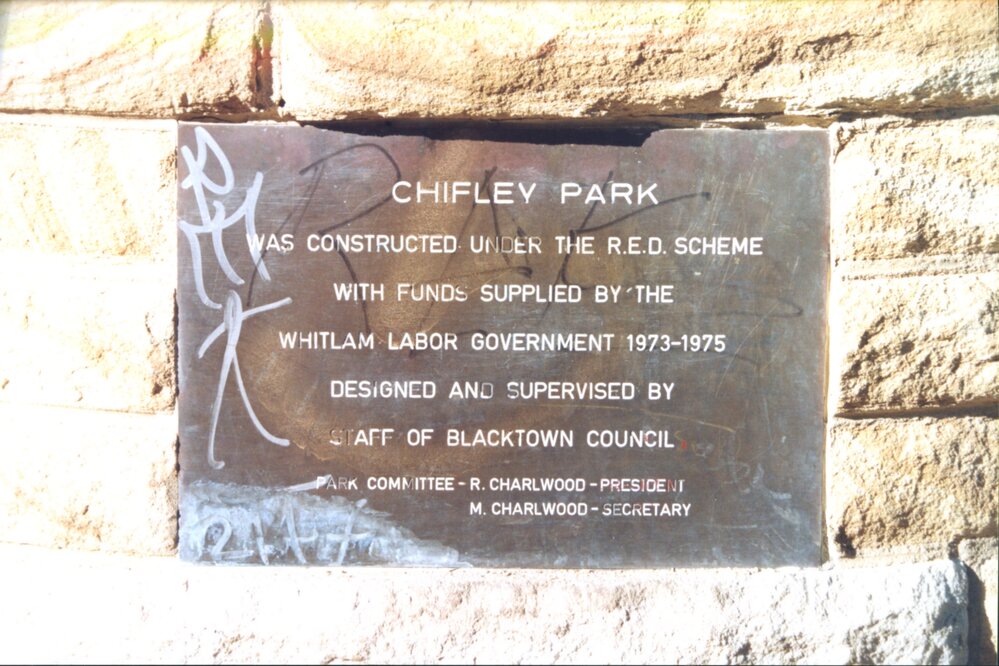 CHIFLEY PARK
WAS CONSTRUCTED UNDER THE R.E.D. SCHEME
WITH FUNDS SUPPLIED BY THE
WHITLAM LABOR GOVERNMENT 1973-1975
DESIGNED AND SUPERVISED BY
STAFF OF BLACKTOWN COUNCIL
PARK COMMITTEE - R. CHARLWOOD - PRESIDENT
M. CHARLWOOD - SECRETARY